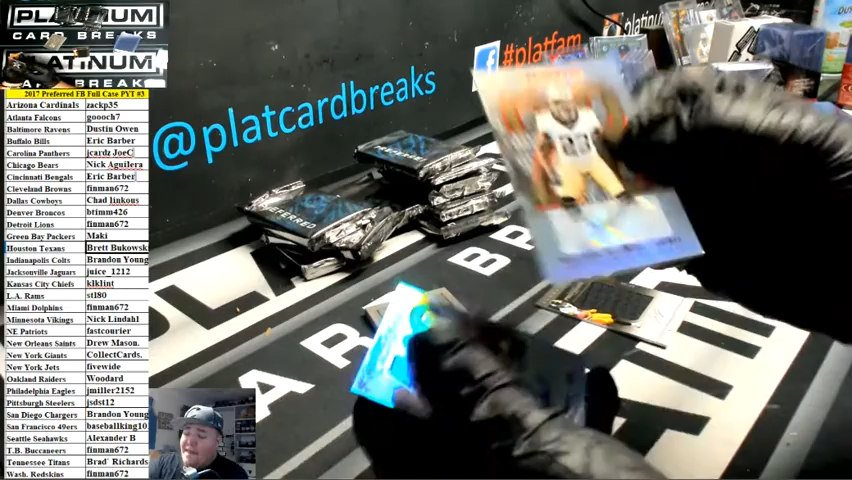 PLATINUM
CARD BREAKS
PLATINUM
2017 Preferred FB Full Case PYT #3
Arizona Cardinals zackp35
Atlanta Falcons goooch7
Baltimore Ravens Dustin Owen
Buffalo Bills Eric Barber
Carolina Panthers jcardz JoeC
Chicago Bears Nick Aguilera
Cincinnati Bengals Eric Barber
Cleveland Browns finman672
Dallas Cowboys Chad linkous
Denver Broncos btimm426
Detroit Lions finman672
Green Bay Packers Maki
Houston Texans Brett Bukowsk
Indianapolis Colts Brandon Young
Jacksonville Jaguars juice_1212
Kansas City Chiefs klklint
L.A. Rams stl80
Miami Dolphins finman672
Minnesota Vikings Nick Lindahl
NE Patriots fastcourier
New Orleans Saints Drew Mason.
New York Giants CollectCards.
New York Jets fivewide
Oakland Raiders Woodard
Philadelphia Eagles jmiller2152
Pittsburgh Steelers jsdst12
San Diego Chargers Brandon Young
San Francisco 49ers baseballking10
Seattle Seahawks Alexander B
T.B. Buccaneers finman672
Tennessee Titans Brad Richards
Wash. Redskins finman672
@platcardbreaks
f #platfam
platinum
PREFERRED